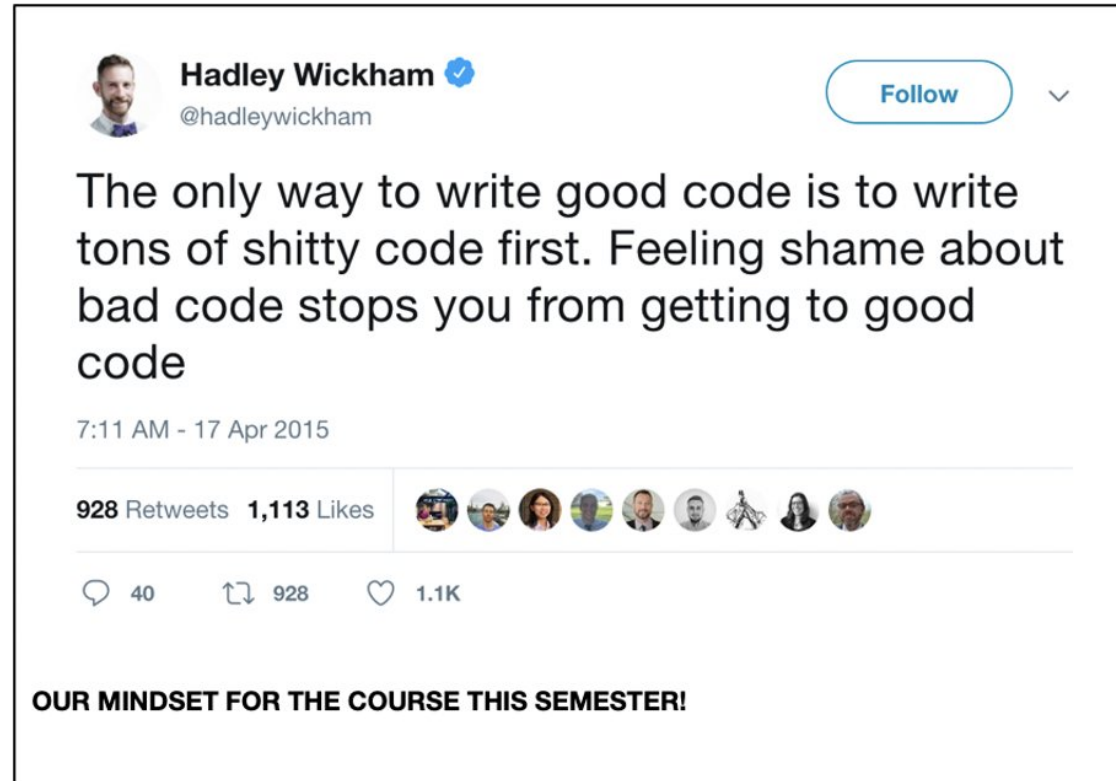 Hadley Wickham
@hadleywickham
Follow
The only way to write good code is to write
tons of shitty code first. Feeling shame about
bad code stops you from getting to good
code
7:11 AM - 17 Apr 2015
928 Retweets 1,113 Likes
40 928 1.1K
OUR MINDSET FOR THE COURSE THIS SEMESTER!